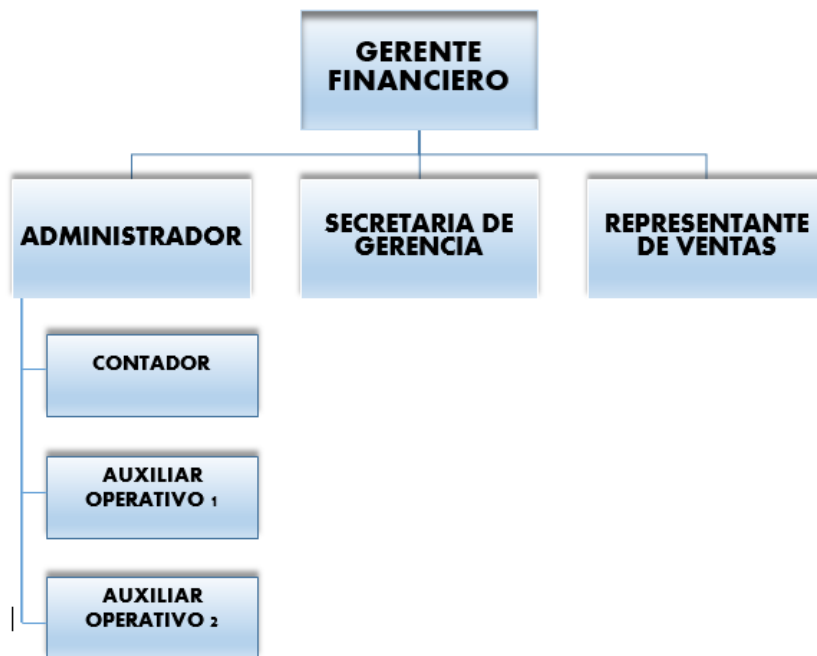 GERENTE
FINANCIERO
ADMINISTRADOR
SECRETARIA DE
GERENCIA
REPRESENTANTE
DE VENTAS
CONTADOR
AUXILIAR
OPERATIVO 1
AUXILIAR
OPERATIVO 2